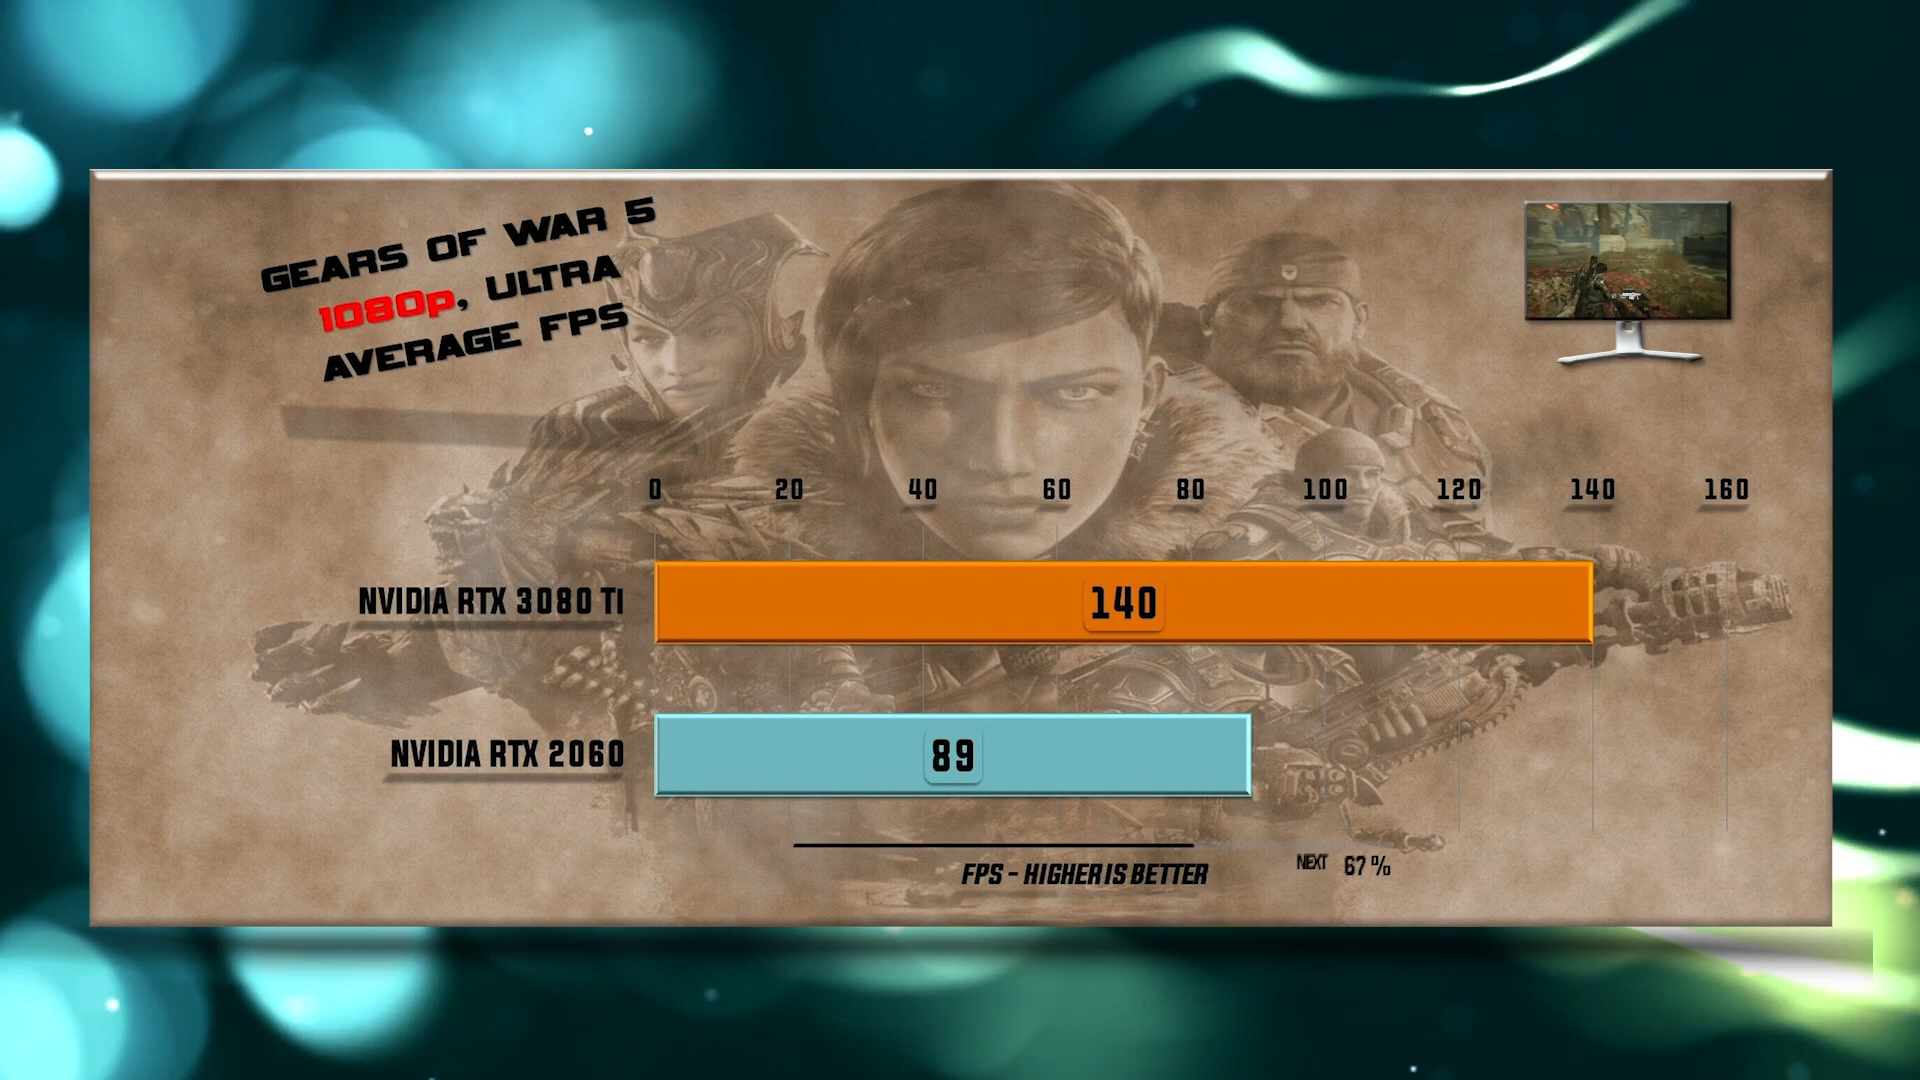 GEARS OF WAR 5
1080p, ULTRA
AVERAGE FPS
0 20 40 60 80 100 120 140 160
NVIDIA RTX 3080 TI 140
NVIDIA RTX 2060 89
FPS - HIGHER IS BETTER
NEXT 67%